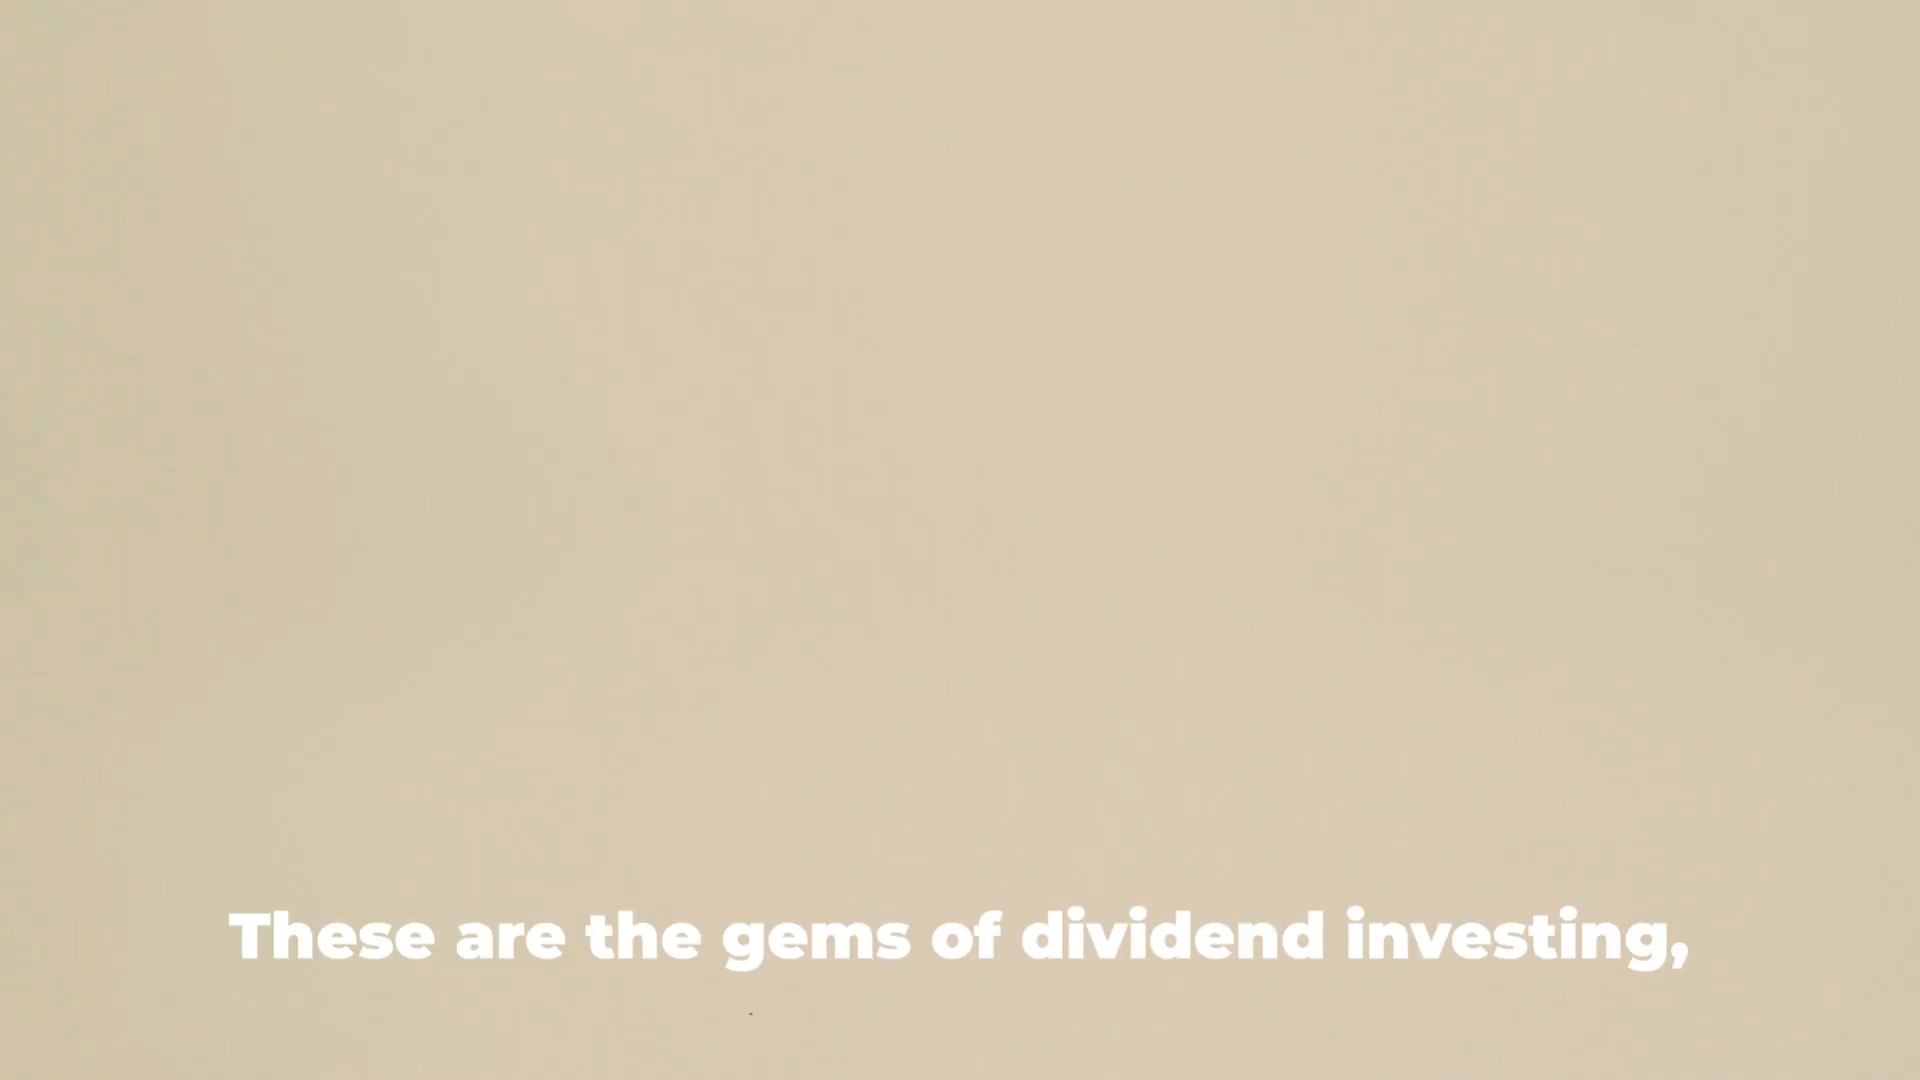 These are the gems of dividend investing,